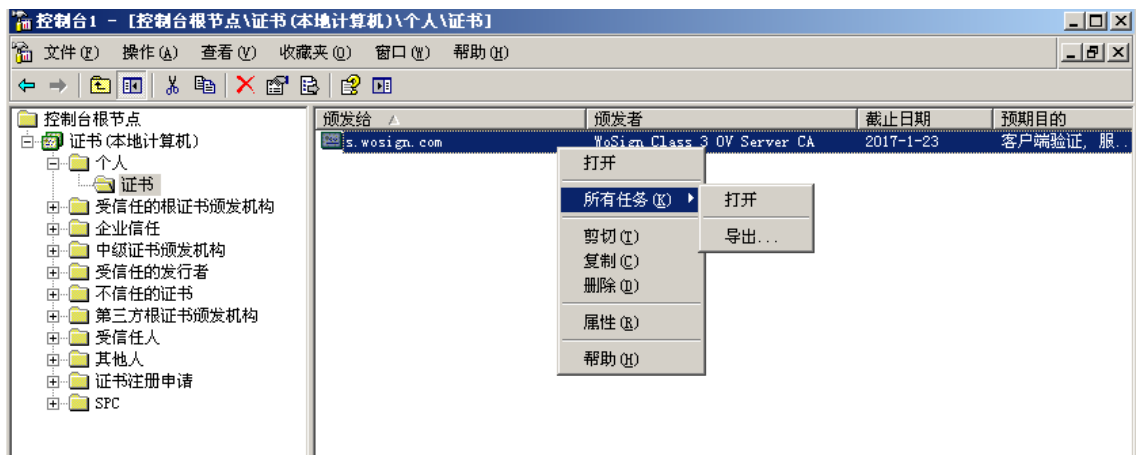 控制台1 - [控制台根节点\证书(本地计算机)\个人\证书]
文件(F) 操作(A) 查看(V) 收藏夹(O) 窗口(W) 帮助(H)
控制台根节点
证书(本地计算机)
个人
证书
受信任的根证书颁发机构
企业信任
中级证书颁发机构
受信任的发行者
不信任的证书
第三方根证书颁发机构
受信任人
其他人
证书注册申请
SPC
颁发给 颁发者 截止日期 预期目的
s.wosign.com WoSign Class 3 OV Server CA 2017-1-23 客户端验证, 服..
打开
所有任务(K)
剪切(T)
复制(C)
删除(D)
属性(R)
帮助(H)
打开
导出...